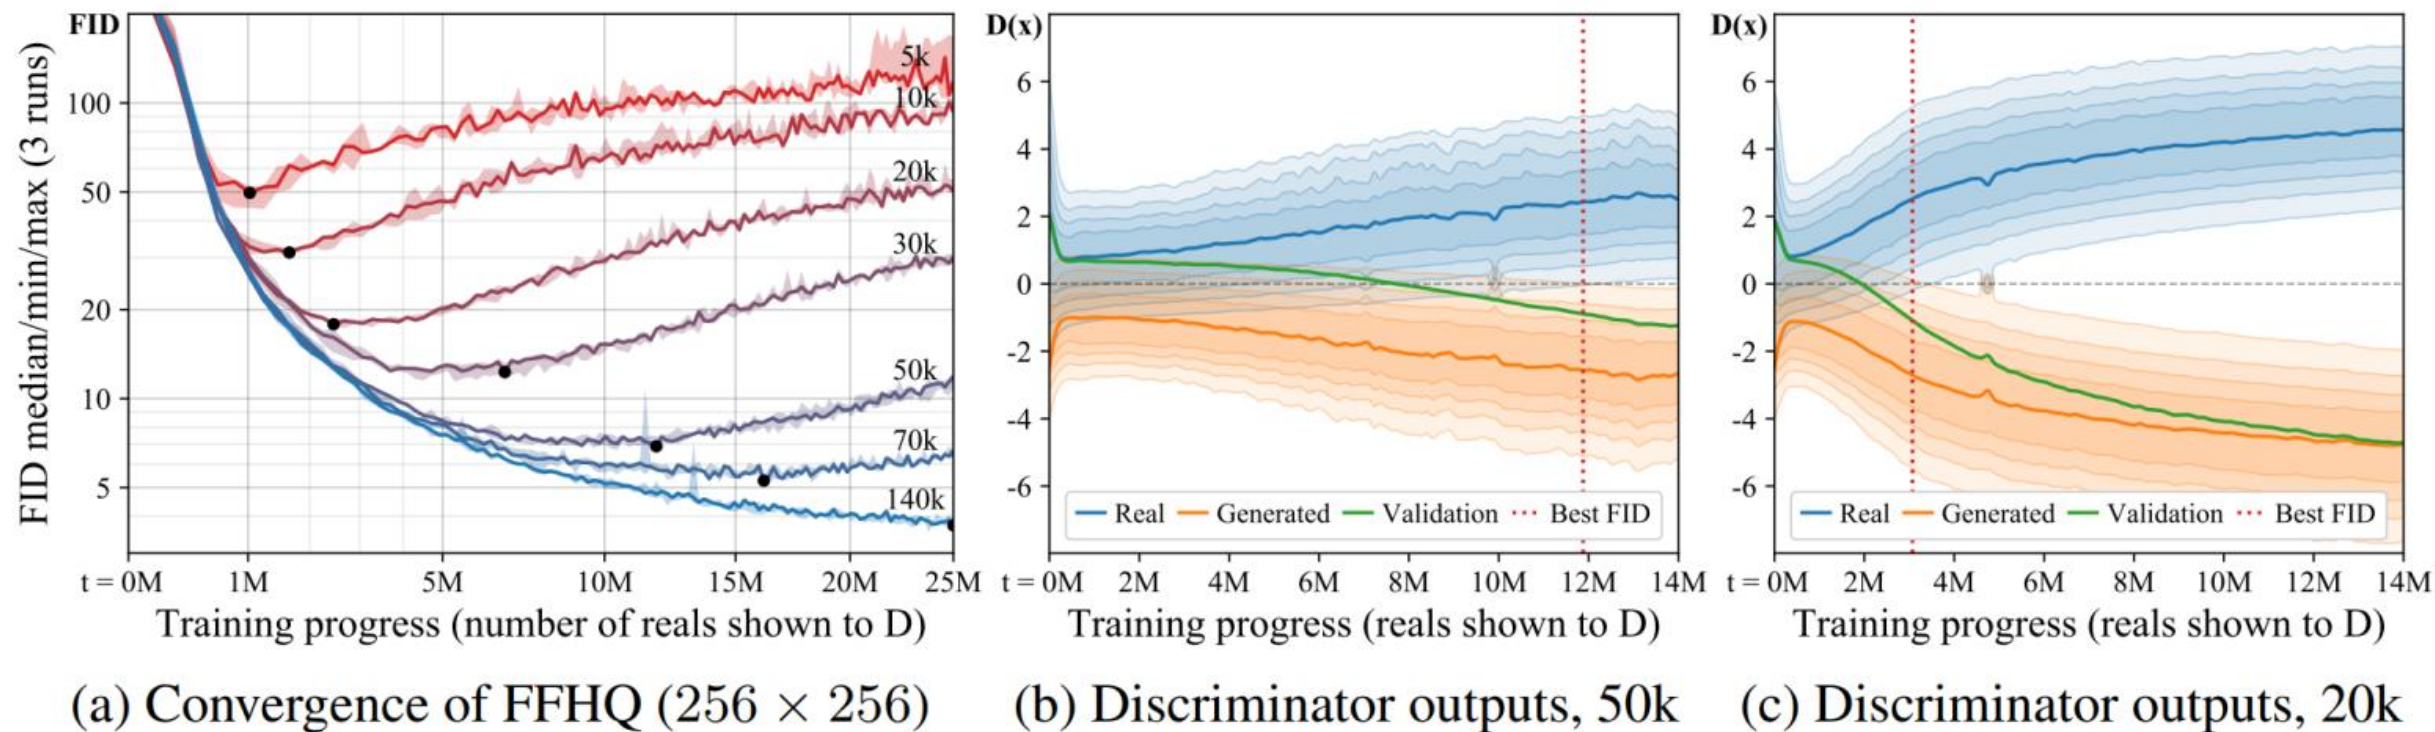 FID
FID median/min/max (3 runs)
100
50
20
10
5
5k
10k
20k
30k
50k
70k
140k
t = 0M 1M 5M 10M 15M 20M 25M
Training progress (number of reals shown to D)
(a) Convergence of FFHQ (256 × 256)
D(x)
6
4
2
0
-2
-4
-6
Real Generated Validation Best FID
t = 0M 2M 4M 6M 8M 10M 12M 14M
Training progress (reals shown to D)
(b) Discriminator outputs, 50k
D(x)
6
4
2
0
-2
-4
-6
Real Generated Validation Best FID
t = 0M 2M 4M 6M 8M 10M 12M 14M
Training progress (reals shown to D)
(c) Discriminator outputs, 20k